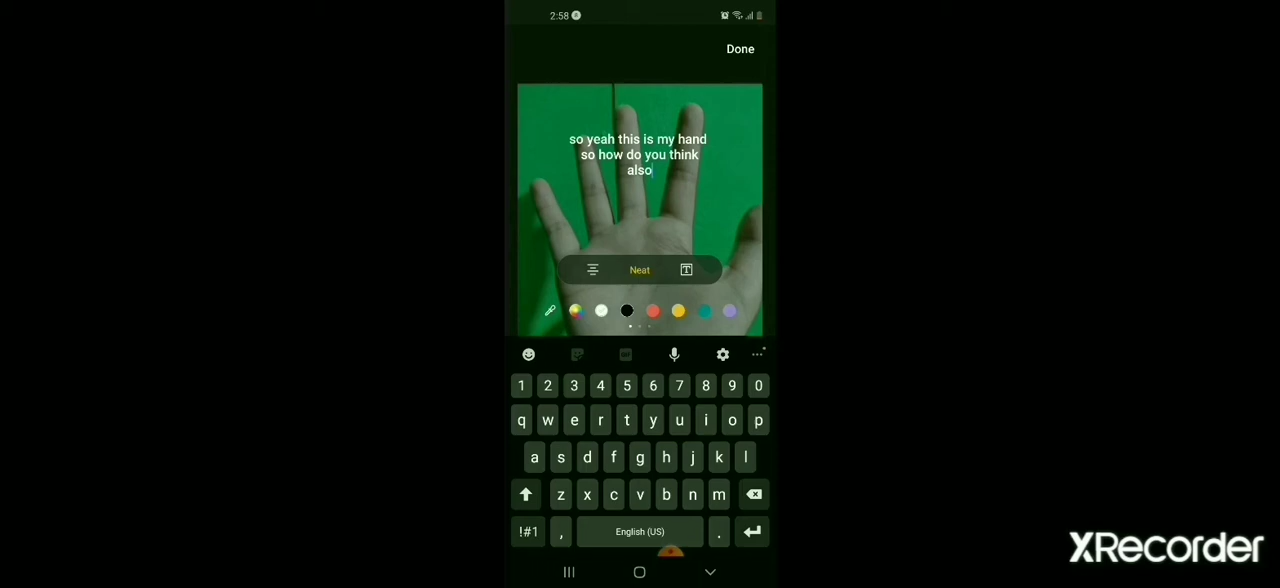 2:58
Done
so yeah this is my hand
so how do you think
also
Neat
1 2 3 4 5 6 7 8 9 0
q w e r t y u i o p
a s d f g h j k l
z x c v b n m
!#1 , English (US) .
XRecorder